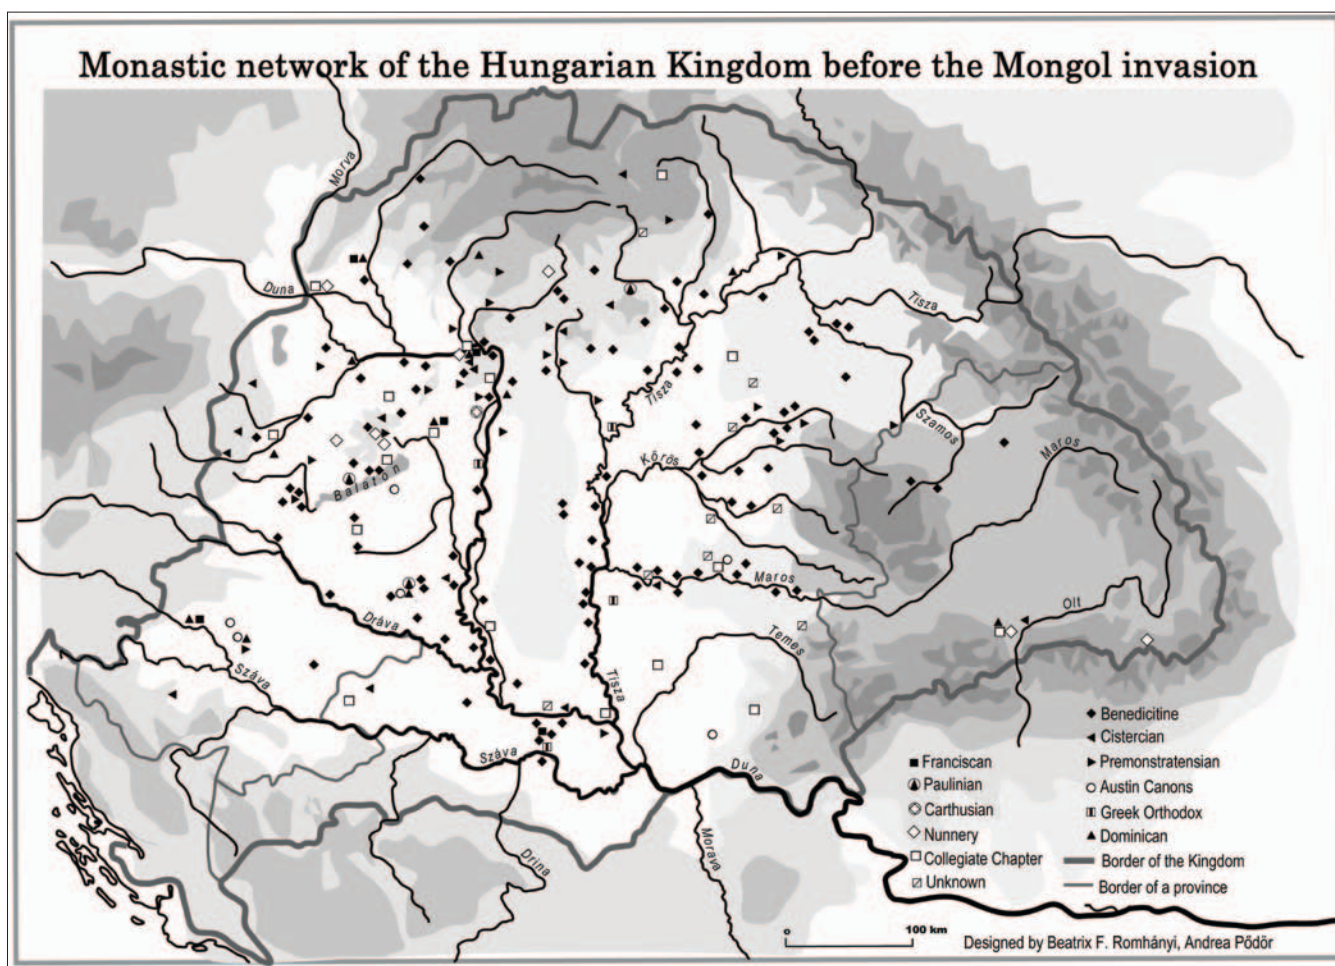 Monastic network of the Hungarian Kingdom before the Mongol invasion
Morva
Duna
Tisza
Tisza
Szamos
Maros
Körös
Balaton
Maros
Olt
Dráva
Temes
Száva
Tisza
Száva
Duna
Drina
Morava
Benedicitine
Cistercian
Franciscan
Premonstratensian
Paulinian
Austin Canons
Carthusian
Greek Orthodox
Nunnery
Dominican
Collegiate Chapter
Border of the Kingdom
Unknown
Border of a province
0
100 km
Designed by Beatrix F. Romhányi, Andrea Pődör